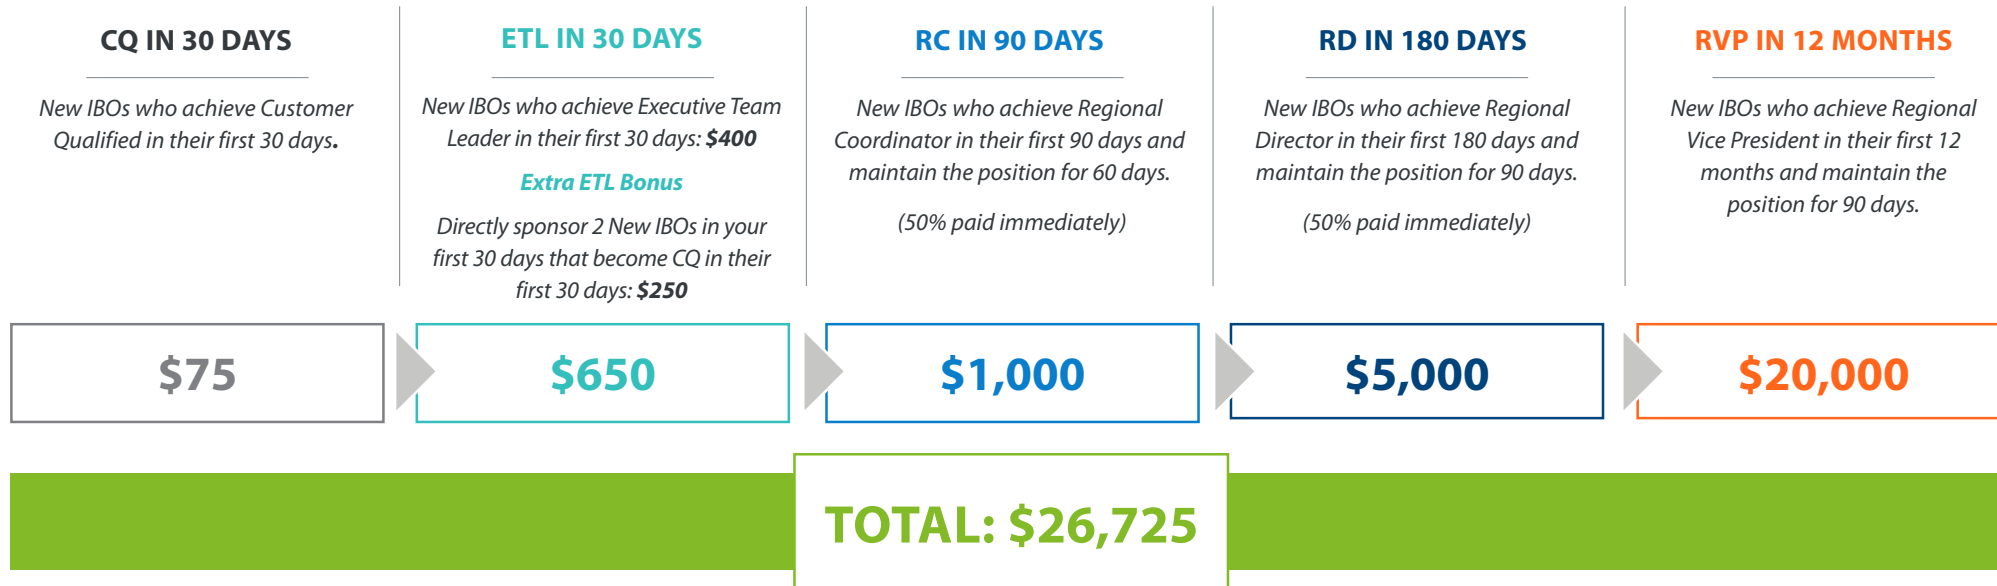 CQ IN 30 DAYS
New IBOs who achieve Customer
Qualified in their first 30 days.
$75
ETL IN 30 DAYS
New IBOs who achieve Executive Team
Leader in their first 30 days: $400
Extra ETL Bonus
Directly sponsor 2 New IBOs in your
first 30 days that become CQ in their
first 30 days: $250
$650
RC IN 90 DAYS
New IBOs who achieve Regional
Coordinator in their first 90 days and
maintain the position for 60 days.
(50% paid immediately)
$1,000
RD IN 180 DAYS
New IBOs who achieve Regional
Director in their first 180 days and
maintain the position for 90 days.
(50% paid immediately)
$5,000
RVP IN 12 MONTHS
New IBOs who achieve Regional
Vice President in their first 12
months and maintain the
position for 90 days.
$20,000
TOTAL: $26,725